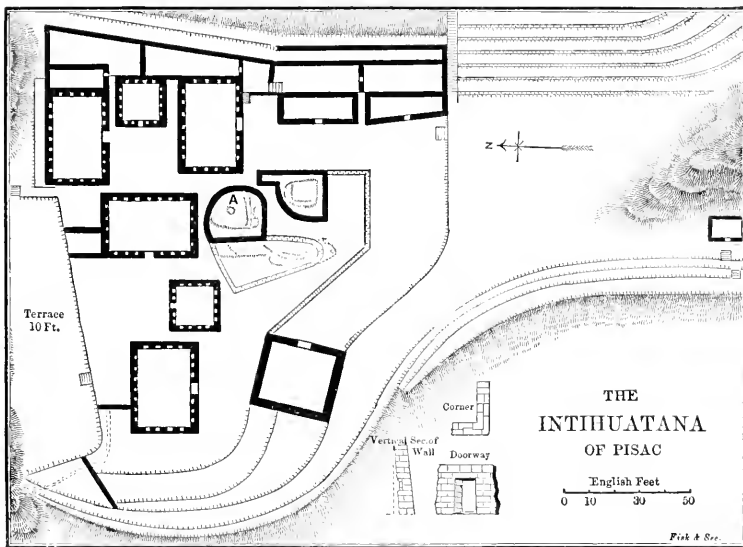 A
N
Terrace
10 Ft.
Corner
Vertical Sec. of
Wall
Doorway
THE
INTIHUATANA
OF PISAC
English Feet
0 10 30 50
Fisk & See.